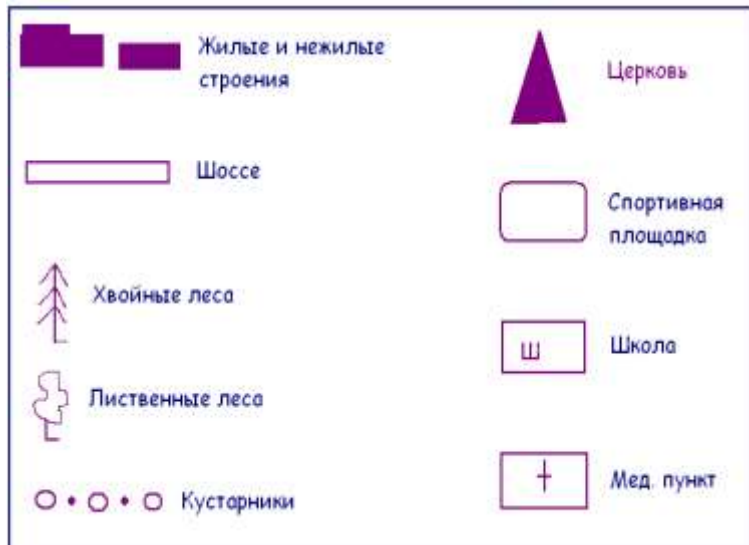 Жилые и нежилые
строения
Шоссе
Хвойные леса
Лиственные леса
Кустарники
Церковь
Спортивная
площадка
Ш
Школа
Мед. пункт